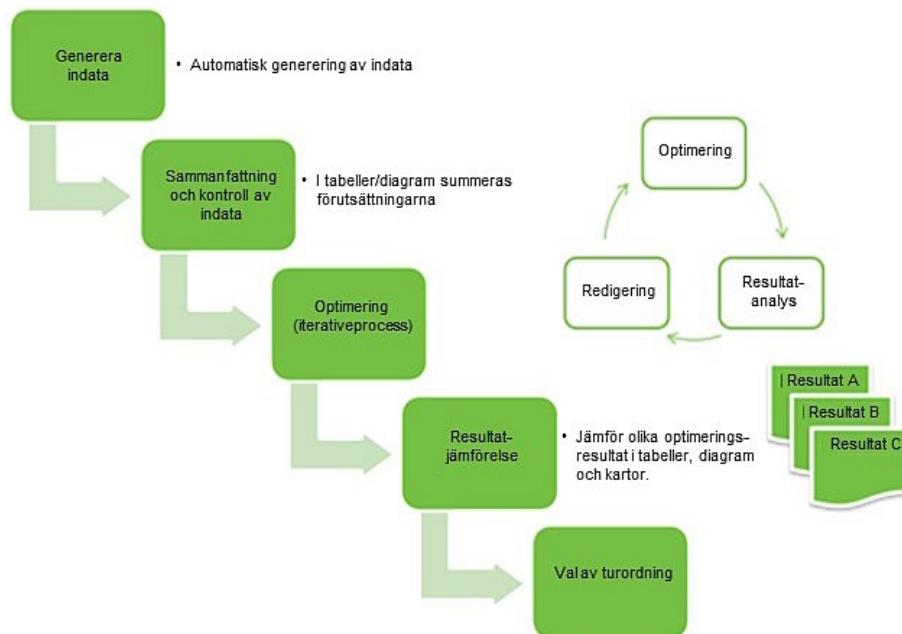 Generera
indata
• Automatisk generering av indata
Sammanfattning
och kontroll av
indata
• I tabeller/diagram summeras
förutsättningarna
Optimering
(iterativeprocess)
Optimering
Resultat-
analys
Redigering
Resultat-
jämförelse
• Jämför olika optimerings-
resultat i tabeller, diagram
och kartor.
| Resultat A
| Resultat B
Resultat C
Val av turordning